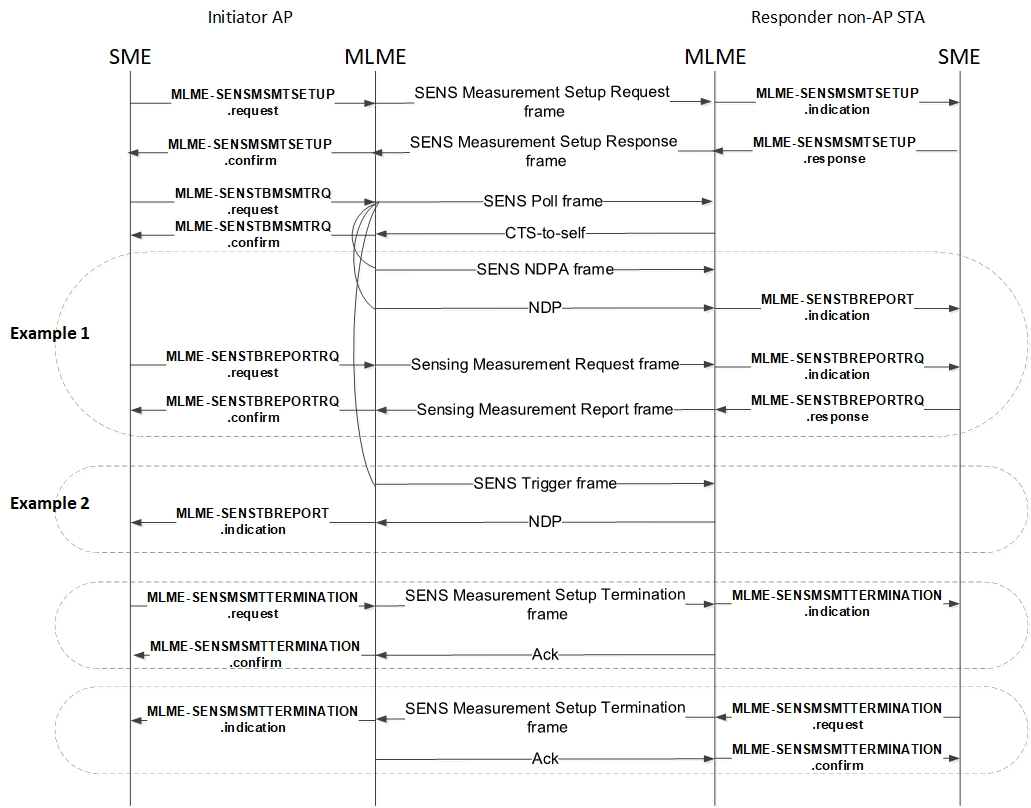 Initiator AP
Responder non-AP STA
SME
MLME
MLME
SME
MLME-SENSMSMTSETUP
.request
SENS Measurement Setup Request
frame
MLME-SENSMSMTSETUP
.indication
MLME-SENSMSMTSETUP
.confirm
SENS Measurement Setup Response
frame
MLME-SENSMSMTSETUP
.response
MLME-SENSTBMSMTRQ
.request
SENS Poll frame
MLME-SENSTBMSMTRQ
.confirm
CTS-to-self
SENS NDPA frame
Example 1
NDP
MLME-SENSTBREPORT
.indication
MLME-SENSTBREPORTRQ
.request
Sensing Measurement Request frame
MLME-SENSTBREPORTRQ
.indication
MLME-SENSTBREPORTRQ
.confirm
Sensing Measurement Report frame
MLME-SENSTBREPORTRQ
.response
Example 2
SENS Trigger frame
MLME-SENSTBREPORT
.indication
NDP
MLME-SENSMSMTTERMINATION
.request
SENS Measurement Setup Termination
frame
MLME-SENSMSMTTERMINATION
.indication
MLME-SENSMSMTTERMINATION
.confirm
Ack
MLME-SENSMSMTTERMINATION
.indication
SENS Measurement Setup Termination
frame
MLME-SENSMSMTTERMINATION
.request
Ack
MLME-SENSMSMTTERMINATION
.confirm